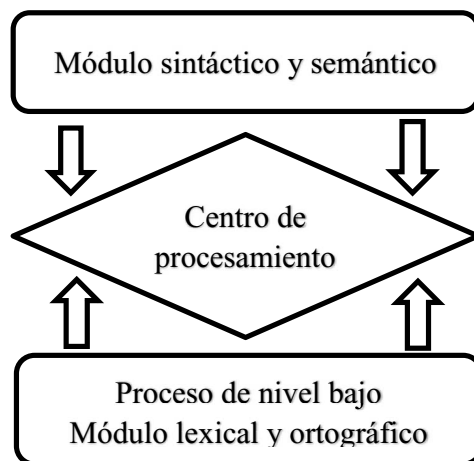 Módulo sintáctico y semántico
Centro de
procesamiento
Proceso de nivel bajo
Módulo lexical y ortográfico